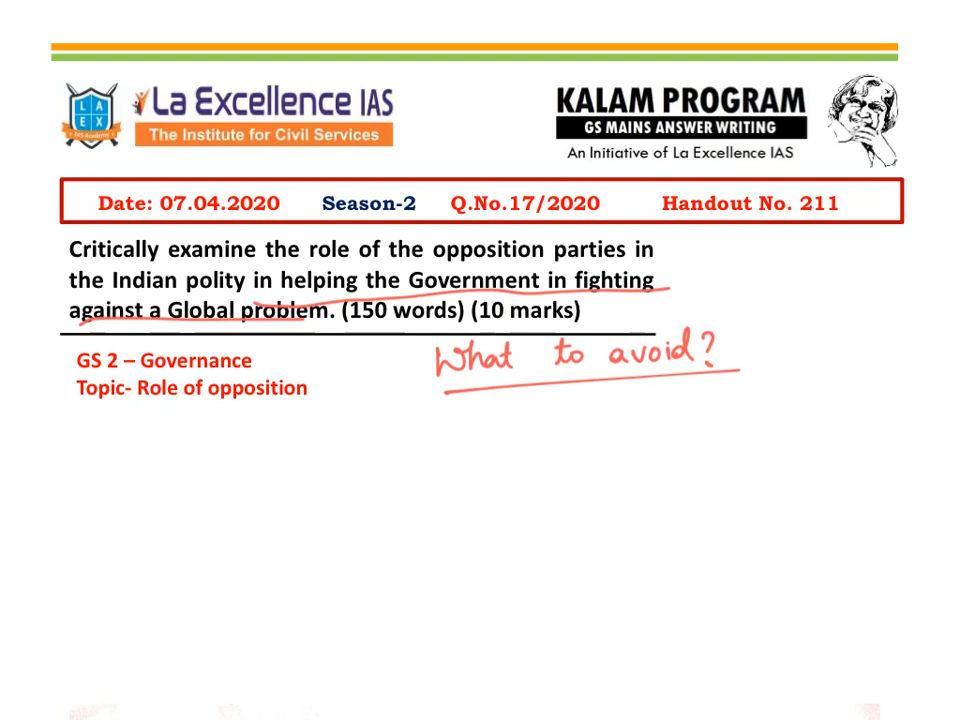 La Excellence IAS
The Institute for Civil Services
KALAM PROGRAM
GS MAINS ANSWER WRITING
An Initiative of La Excellence IAS
Date: 07.04.2020 Season-2 Q.No.17/2020 Handout No. 211
Critically examine the role of the opposition parties in
the Indian polity in helping the Government in fighting
against a Global problem. (150 words) (10 marks)
GS 2 – Governance
Topic- Role of opposition
What to avoid?